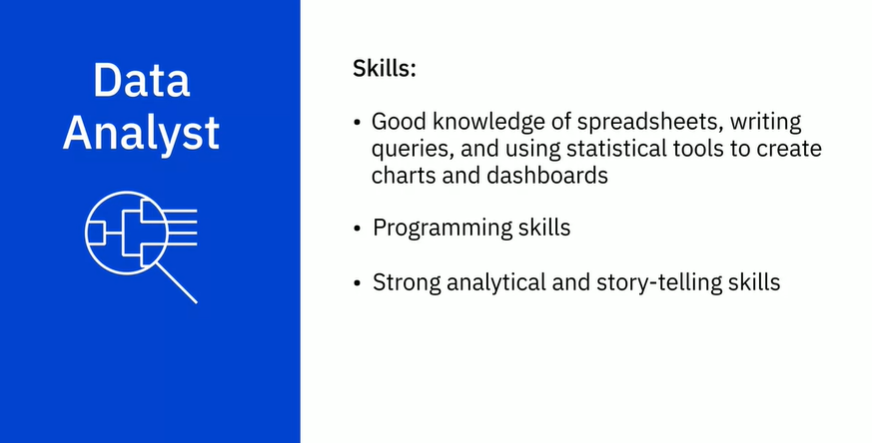 Data
Analyst
Skills:
• Good knowledge of spreadsheets, writing
queries, and using statistical tools to create
charts and dashboards
• Programming skills
• Strong analytical and story-telling skills